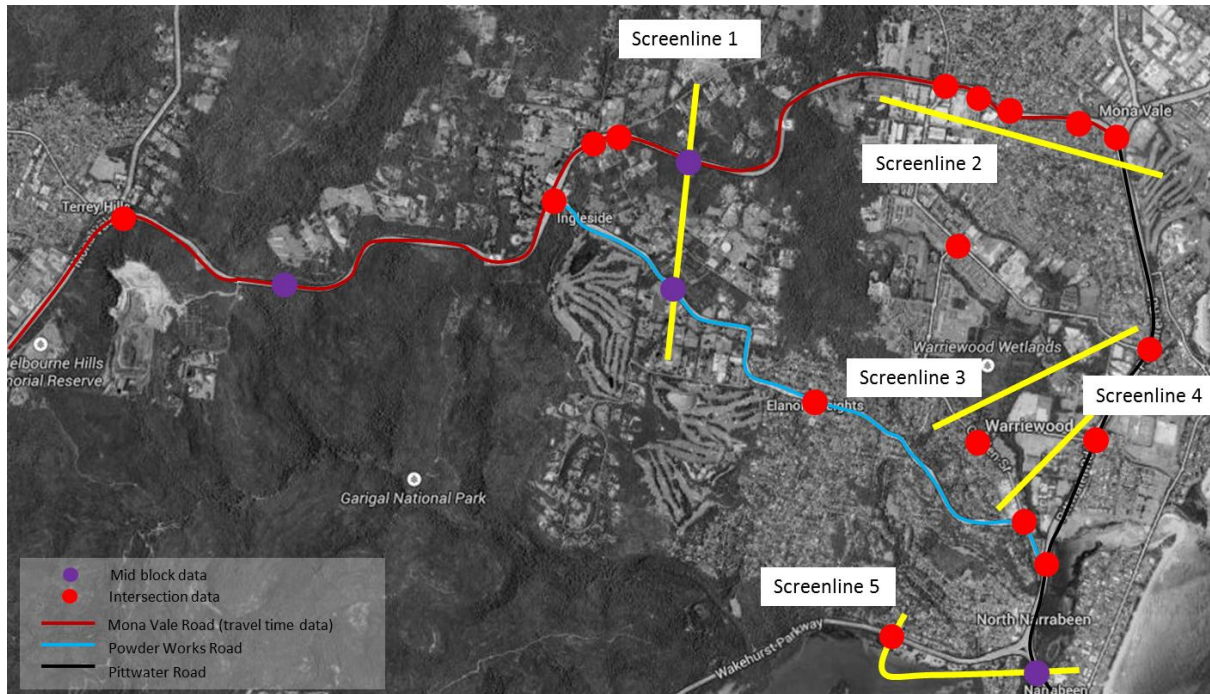 Screenline 1
Mona Vale
Screenline 2
Terrey Hills
Ingleside
Warriewood Wetlands
Screenline 3
Screenline 4
Elanora Heights
Warriewood
Garigal National Park
Mid block data
Intersection data
Mona Vale Road (travel time data)
Powder Works Road
Pittwater Road
Screenline 5
North Narrabeen
Wakehurst Parkway
Narrabeen